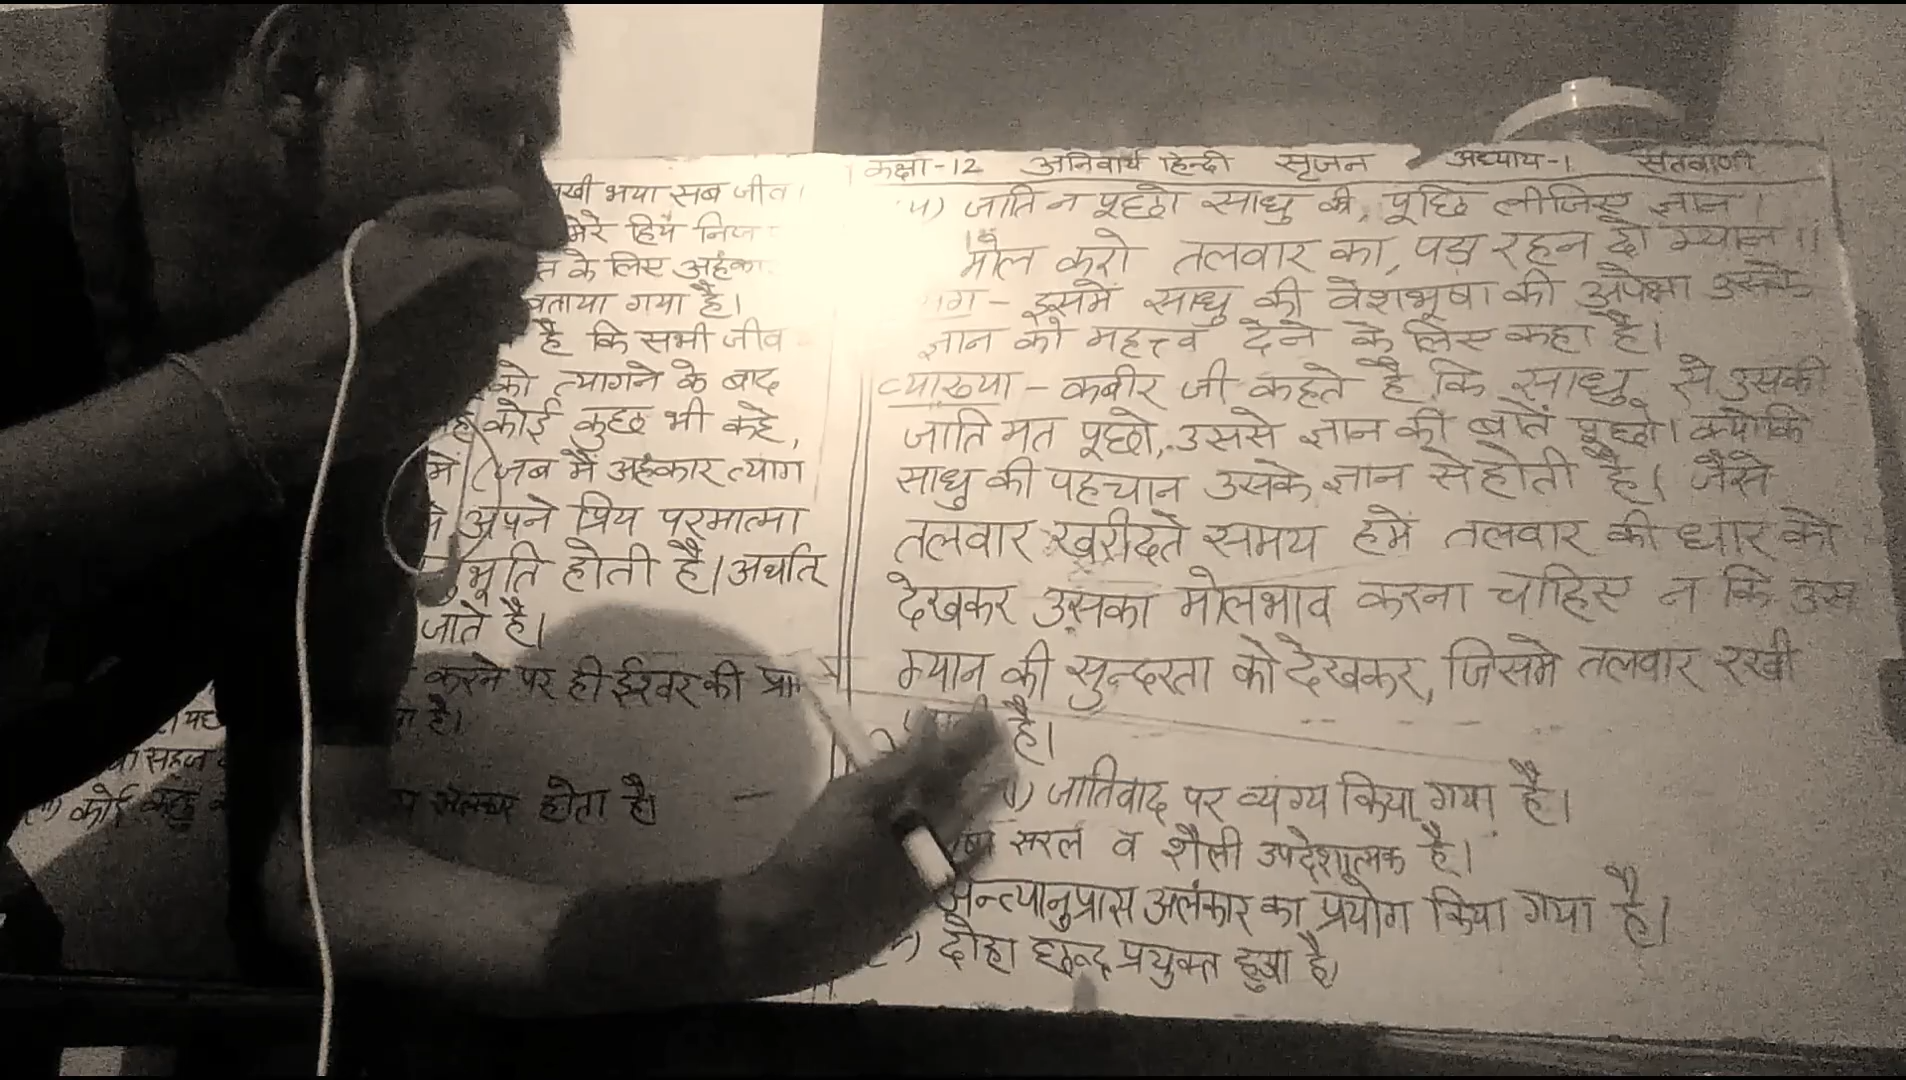 कक्षा-12 अनिवार्य हिन्दी सृजन अध्याय-1 संतवाणी
भया सब जीत।
मेरे हिय निज
के लिए अहंका
बताया गया है।
है कि सभी जीव
को त्यागने के बाद
कोई कुछ भी कहे,
में (जब मैं अहंकार त्याग
अपने प्रिय परमात्मा
भूति होती है। अर्थात्
जाते है।
करने पर ही ईश्वर की प्रा
है।
होता है।
जाति न पूछो साधु की, पूछि लीजिए ज्ञान।
मोल करो तलवार का, पड़ा रहन दो म्यान।।
इसमें साधु की वेशभूषा की अपेक्षा उसके
ज्ञान को महत्त्व देने के लिए कहा है।
व्याख्या - कबीर जी कहते है कि साधु से उसकी
जाति मत पूछो, उससे ज्ञान की बातें पूछो। क्योंकि
साधु की पहचान उसके ज्ञान से होती है। जैसे
तलवार खरीदते समय हमें तलवार की धार को
देखकर उसका मोलभाव करना चाहिए न कि उस
म्यान की सुन्दरता को देखकर, जिसमे तलवार रखी
है।
जातिवाद पर व्यंग्य किया गया है।
सरल व शैली उपदेशात्मक है।
अन्त्यानुप्रास अलंकार का प्रयोग किया गया है।
दोहा छन्द प्रयुक्त हुआ है।